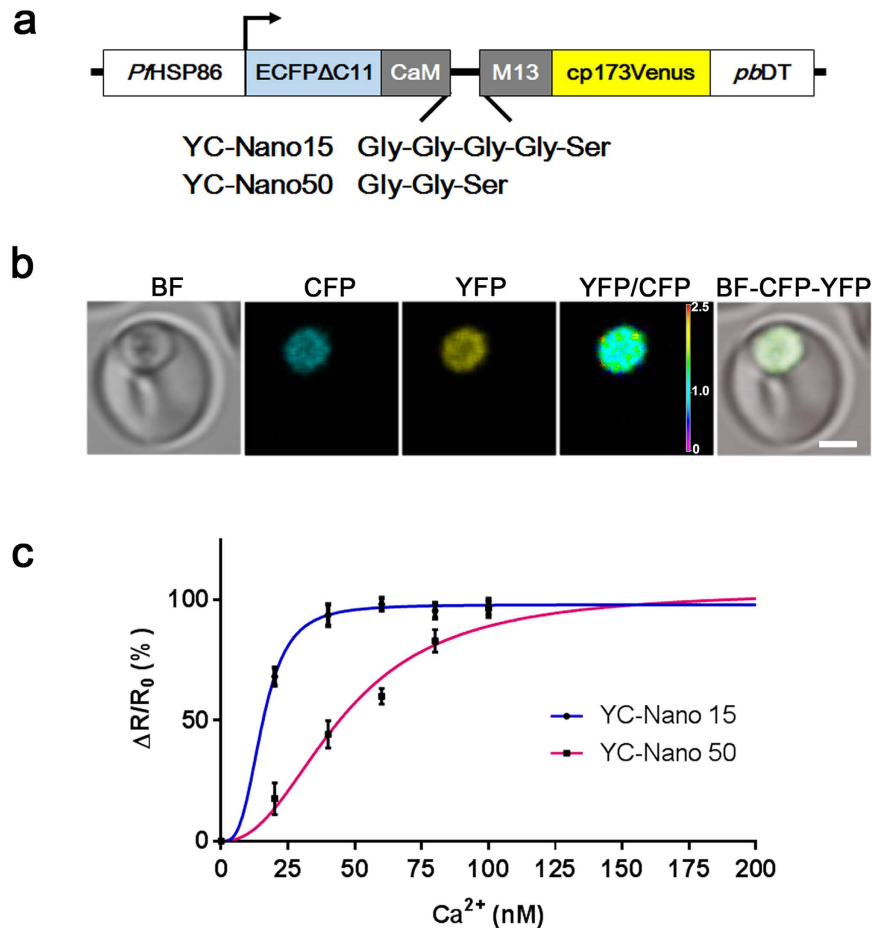 a
PfHSP86 ECFPΔC11 CaM M13 cp173Venus pbDT
YC-Nano15 Gly-Gly-Gly-Gly-Ser
YC-Nano50 Gly-Gly-Ser
b
BF CFP YFP YFP/CFP BF-CFP-YFP
2.5
1.0
0
c
ΔR/R0 (%)
100
50
0
YC-Nano 15
YC-Nano 50
0 25 50 75 100 125 150 175 200
Ca2+ (nM)